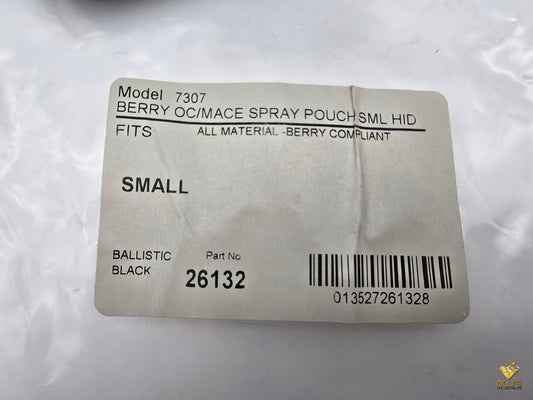 Model 7307
BERRY OC/MACE SPRAY POUCH SML HID
FITS ALL MATERIAL -BERRY COMPLIANT
SMALL
BALLISTIC BLACK
Part No
26132
013527261328